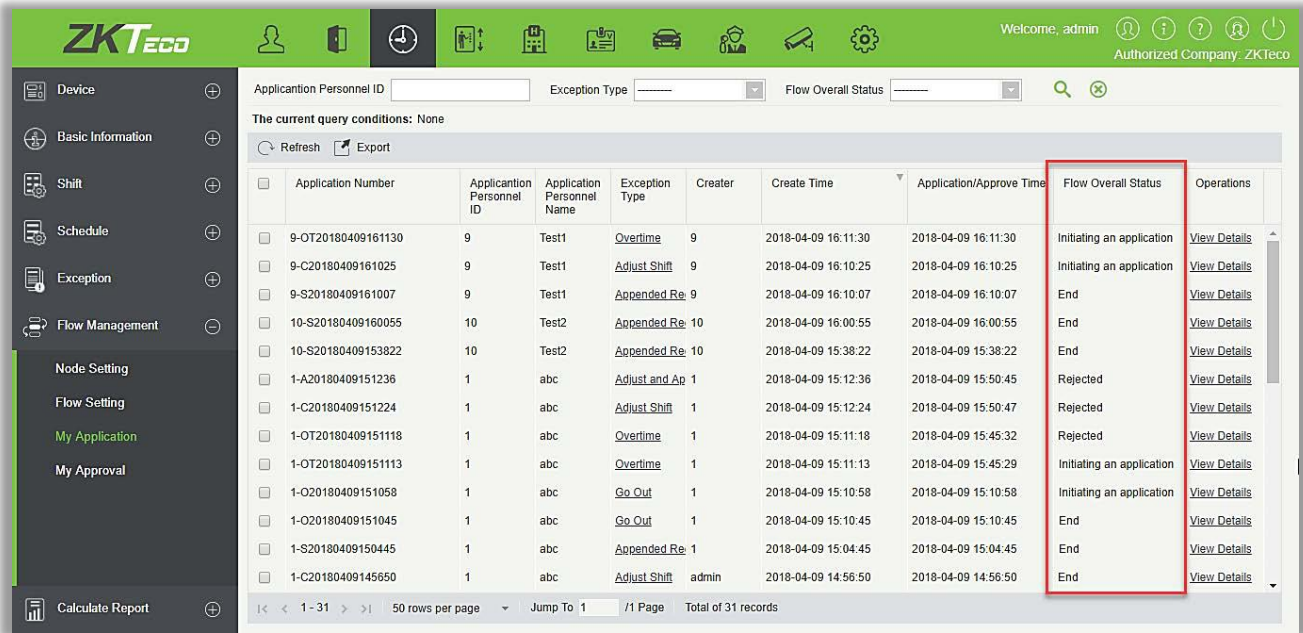 ZKTeco
Welcome, admin
Authorized Company: ZKTeco
Device
Basic Information
Shift
Schedule
Exception
Flow Management
Node Setting
Flow Setting
My Application
My Approval
Calculate Report
Applicantion Personnel ID Exception Type --------- Flow Overall Status ---------
The current query conditions: None
Refresh Export
Application Number Applicantion Personnel ID Application Personnel Name Exception Type Creater Create Time Application/Approve Time Flow Overall Status Operations
9-OT20180409161130 9 Test1 Overtime 9 2018-04-09 16:11:30 2018-04-09 16:11:30 Initiating an application View Details
9-C20180409161025 9 Test1 Adjust Shift 9 2018-04-09 16:10:25 2018-04-09 16:10:25 Initiating an application View Details
9-S20180409161007 9 Test1 Appended Re 9 2018-04-09 16:10:07 2018-04-09 16:10:07 End View Details
10-S20180409160055 10 Test2 Appended Re 10 2018-04-09 16:00:55 2018-04-09 16:00:55 End View Details
10-S20180409153822 10 Test2 Appended Re 10 2018-04-09 15:38:22 2018-04-09 15:38:22 End View Details
1-A20180409151236 1 abc Adjust and Ap 1 2018-04-09 15:12:36 2018-04-09 15:50:45 Rejected View Details
1-C20180409151224 1 abc Adjust Shift 1 2018-04-09 15:12:24 2018-04-09 15:50:47 Rejected View Details
1-OT20180409151118 1 abc Overtime 1 2018-04-09 15:11:18 2018-04-09 15:45:32 Rejected View Details
1-OT20180409151113 1 abc Overtime 1 2018-04-09 15:11:13 2018-04-09 15:45:29 Initiating an application View Details
1-O20180409151058 1 abc Go Out 1 2018-04-09 15:10:58 2018-04-09 15:10:58 Initiating an application View Details
1-O20180409151045 1 abc Go Out 1 2018-04-09 15:10:45 2018-04-09 15:10:45 End View Details
1-S20180409150445 1 abc Appended Re 1 2018-04-09 15:04:45 2018-04-09 15:04:45 End View Details
1-C20180409145650 1 abc Adjust Shift admin 2018-04-09 14:56:50 2018-04-09 14:56:50 End View Details
1 - 31 50 rows per page Jump To 1 /1 Page Total of 31 records